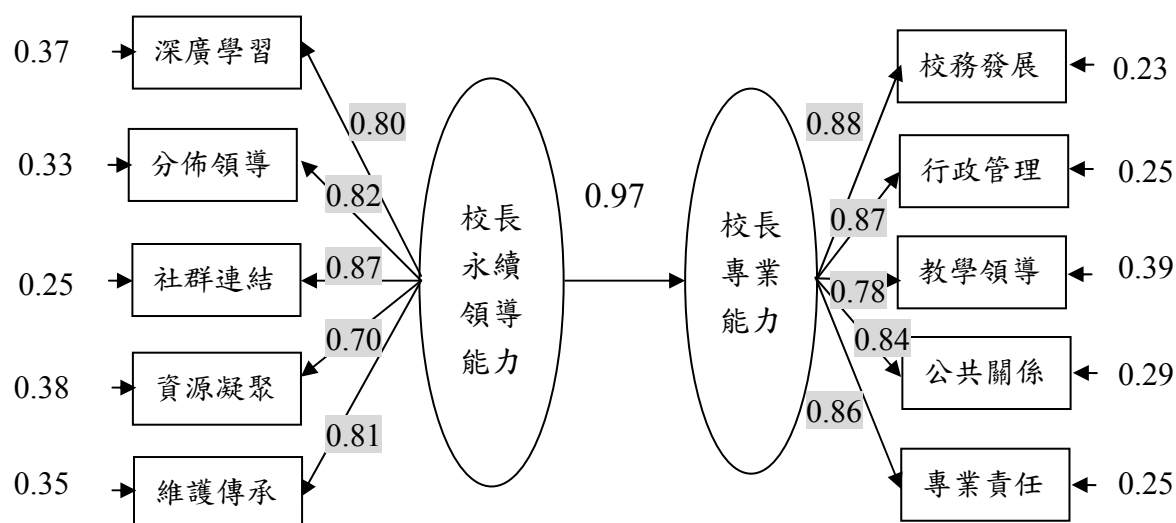 0.37
深廣學習
0.80
0.33
分佈領導
0.82
0.25
社群連結
0.87
0.38
資源凝聚
0.70
0.35
維護傳承
0.81
校長
永續
領導
能力
0.97
校長
專業
能力
0.88
校務發展
0.23
0.87
行政管理
0.25
0.78
教學領導
0.39
0.84
公共關係
0.29
0.86
專業責任
0.25